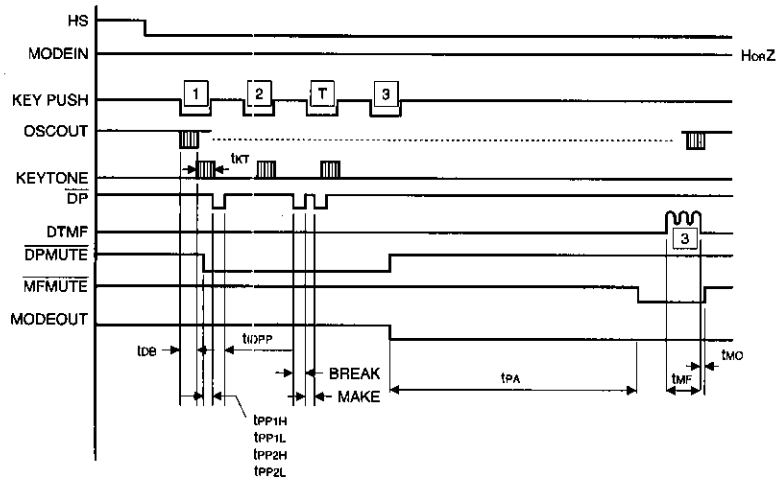 HS
MODEIN
HORZ
KEY PUSH
1
2
T
3
OSCOUT
tKT
KEYTONE
DP
DTMF
3
DPMUTE
MFMUTE
MODEOUT
tDB
tIDPP
BREAK
MAKE
tPA
tMF
tMO
tPP1H
tPP1L
tPP2H
tPP2L